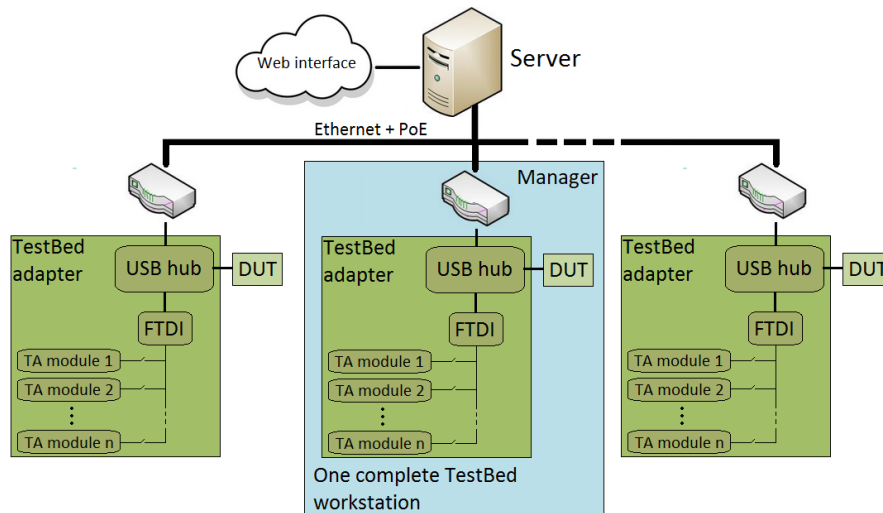 Web interface
Server
Ethernet + PoE
Manager
TestBed
adapter
USB hub
DUT
FTDI
TA module 1
TA module 2
TA module n
TestBed
adapter
USB hub
DUT
FTDI
TA module 1
TA module 2
TA module n
One complete TestBed
workstation
TestBed
adapter
USB hub
DUT
FTDI
TA module 1
TA module 2
TA module n